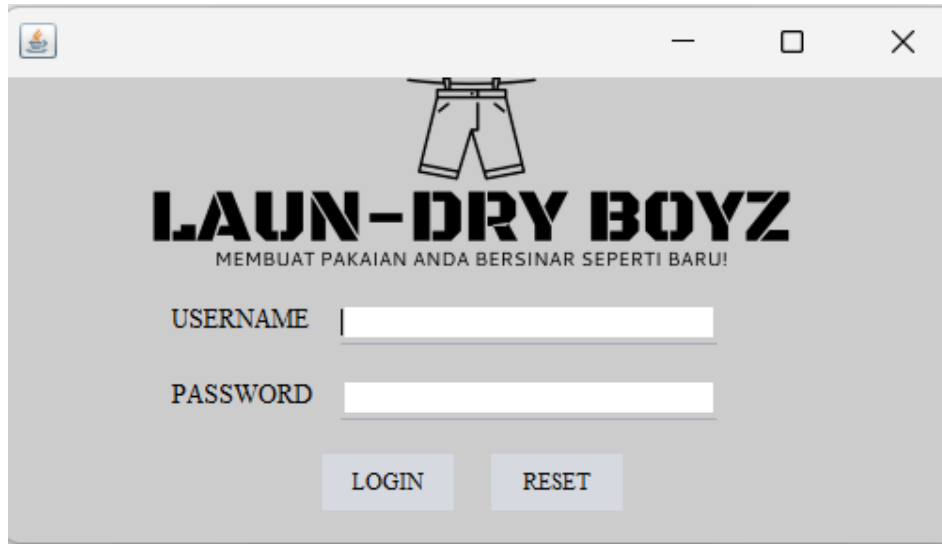 LAUN-DRY BOYZ
MEMBUAT PAKAIAN ANDA BERSINAR SEPERTI BARU!
USERNAME
PASSWORD
LOGIN RESET